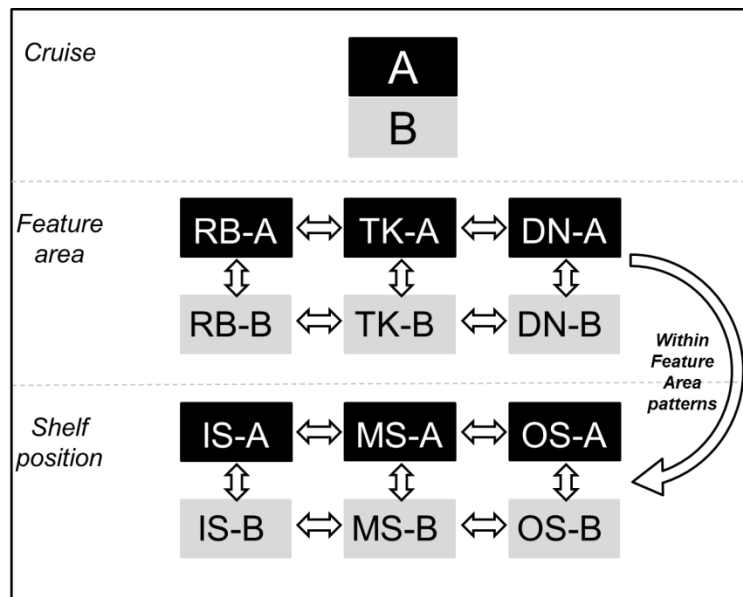 Cruise
A
B
Feature
area
RB-A
TK-A
DN-A
RB-B
TK-B
DN-B
Within
Feature
Area
patterns
Shelf
position
IS-A
MS-A
OS-A
IS-B
MS-B
OS-B